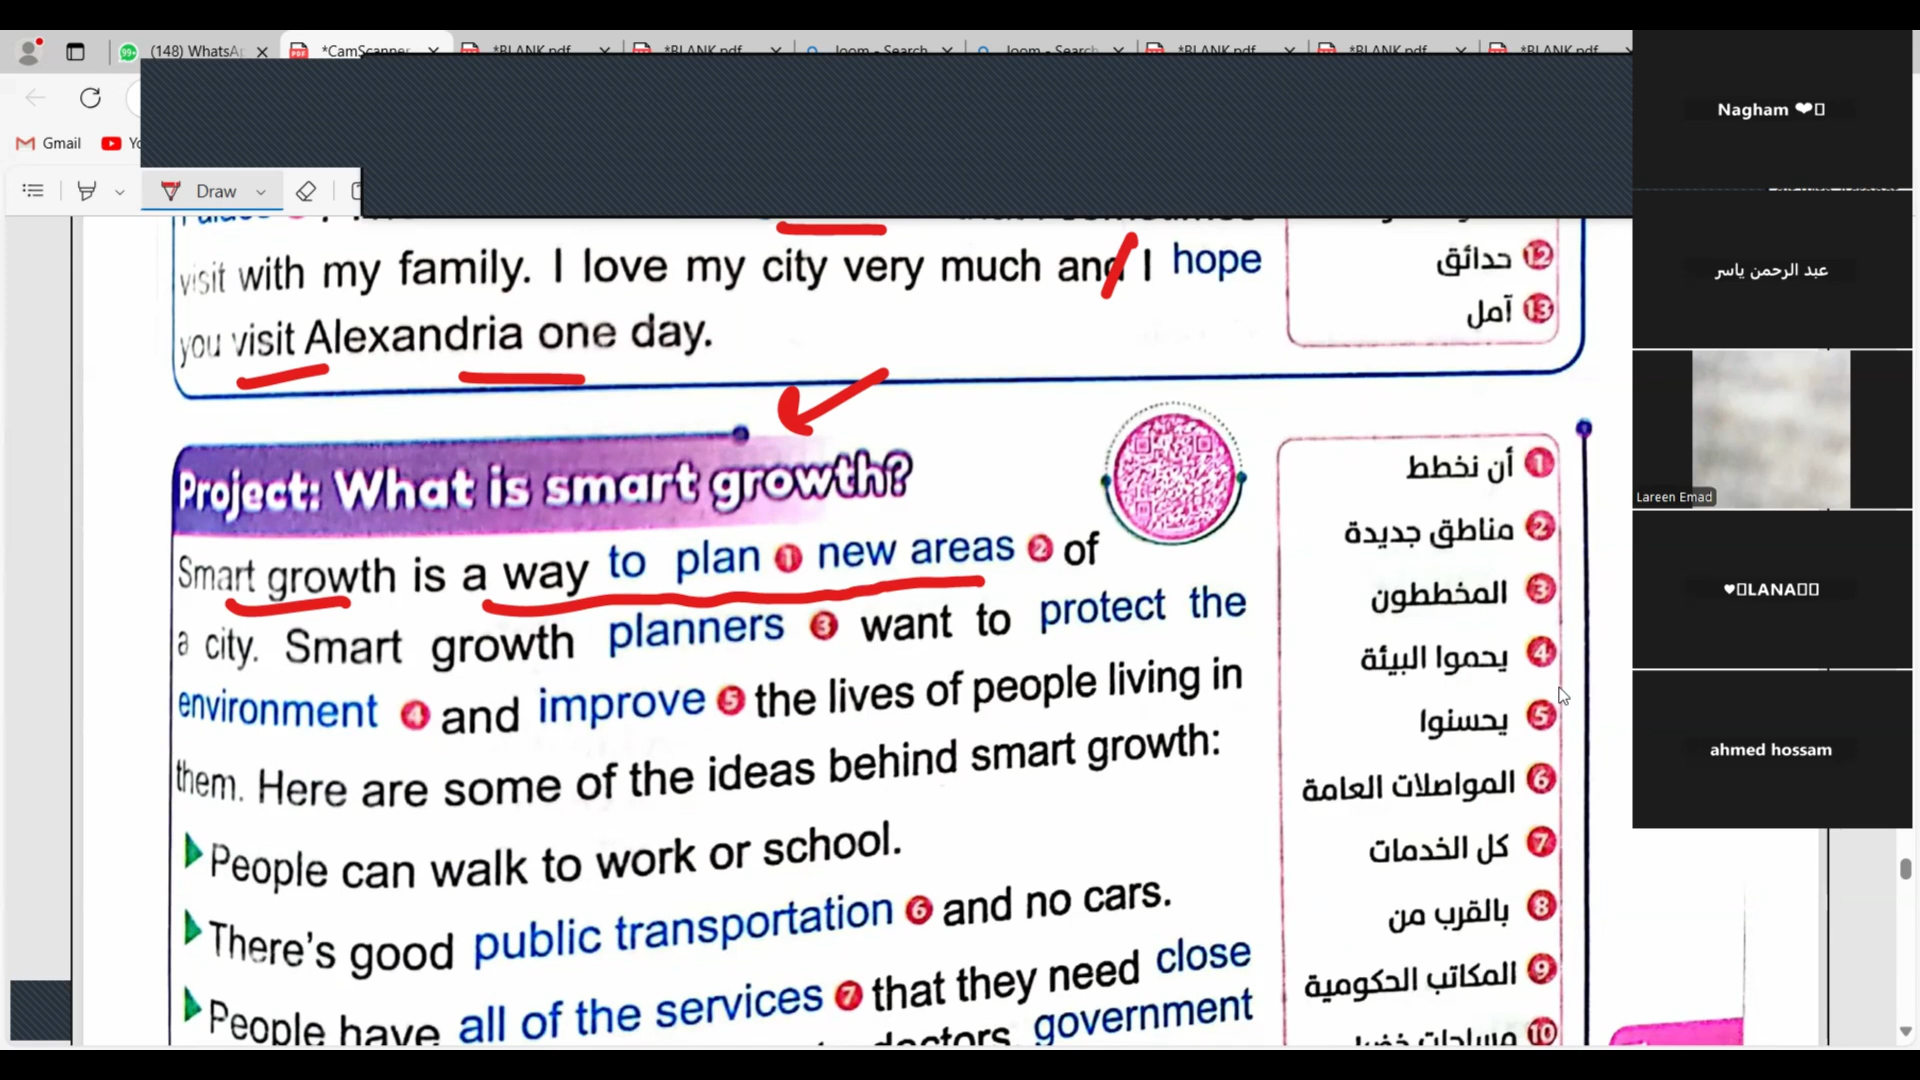 (148) WhatsA
*CamScanner
*BLANK.pdf
*BLANK.pdf
Joom - Search
Joom - Search
*BLANK.pdf
*BLANK.pdf
*BLANK.pdf
Gmail
Yo
Draw
visit with my family. I love my city very much and I hope
you visit Alexandria one day.
12 حدائق
13 آمل
Project: What is smart growth?
Smart growth is a way to plan 1 new areas 2 of
a city. Smart growth planners 3 want to protect the
environment 4 and improve 5 the lives of people living in
them. Here are some of the ideas behind smart growth:
People can walk to work or school.
There's good public transportation 6 and no cars.
People have all of the services 7 that they need close
doctors, government
1 أن نخطط
2 مناطق جديدة
3 المخططون
4 يحموا البيئة
5 يحسنوا
6 المواصلات العامة
7 كل الخدمات
8 بالقرب من
9 المكاتب الحكومية
10 مساحات
Nagham ❤
عبد الرحمن ياسر
Lareen Emad
♥LANA
ahmed hossam